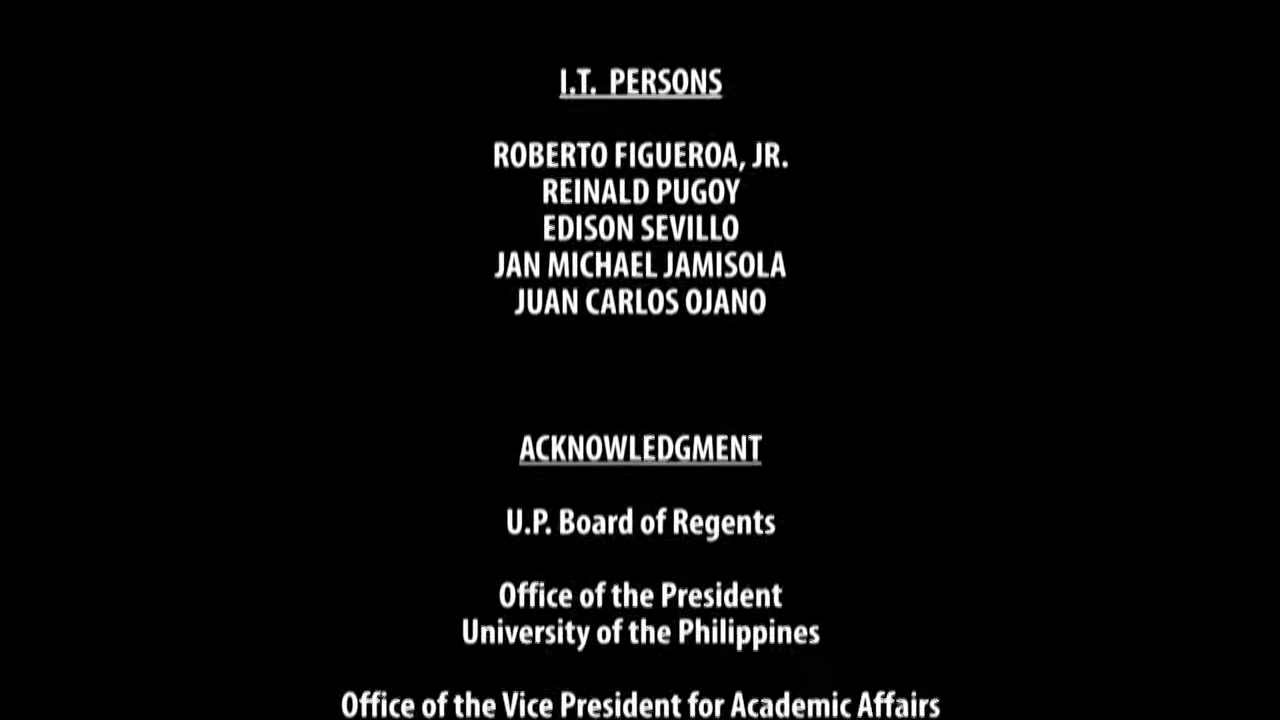 I.T. PERSONS
ROBERTO FIGUEROA, JR.
REINALD PUGOY
EDISON SEVILLO
JAN MICHAEL JAMISOLA
JUAN CARLOS OJANO
ACKNOWLEDGMENT
U.P. Board of Regents
Office of the President
University of the Philippines
Office of the Vice President for Academic Affairs